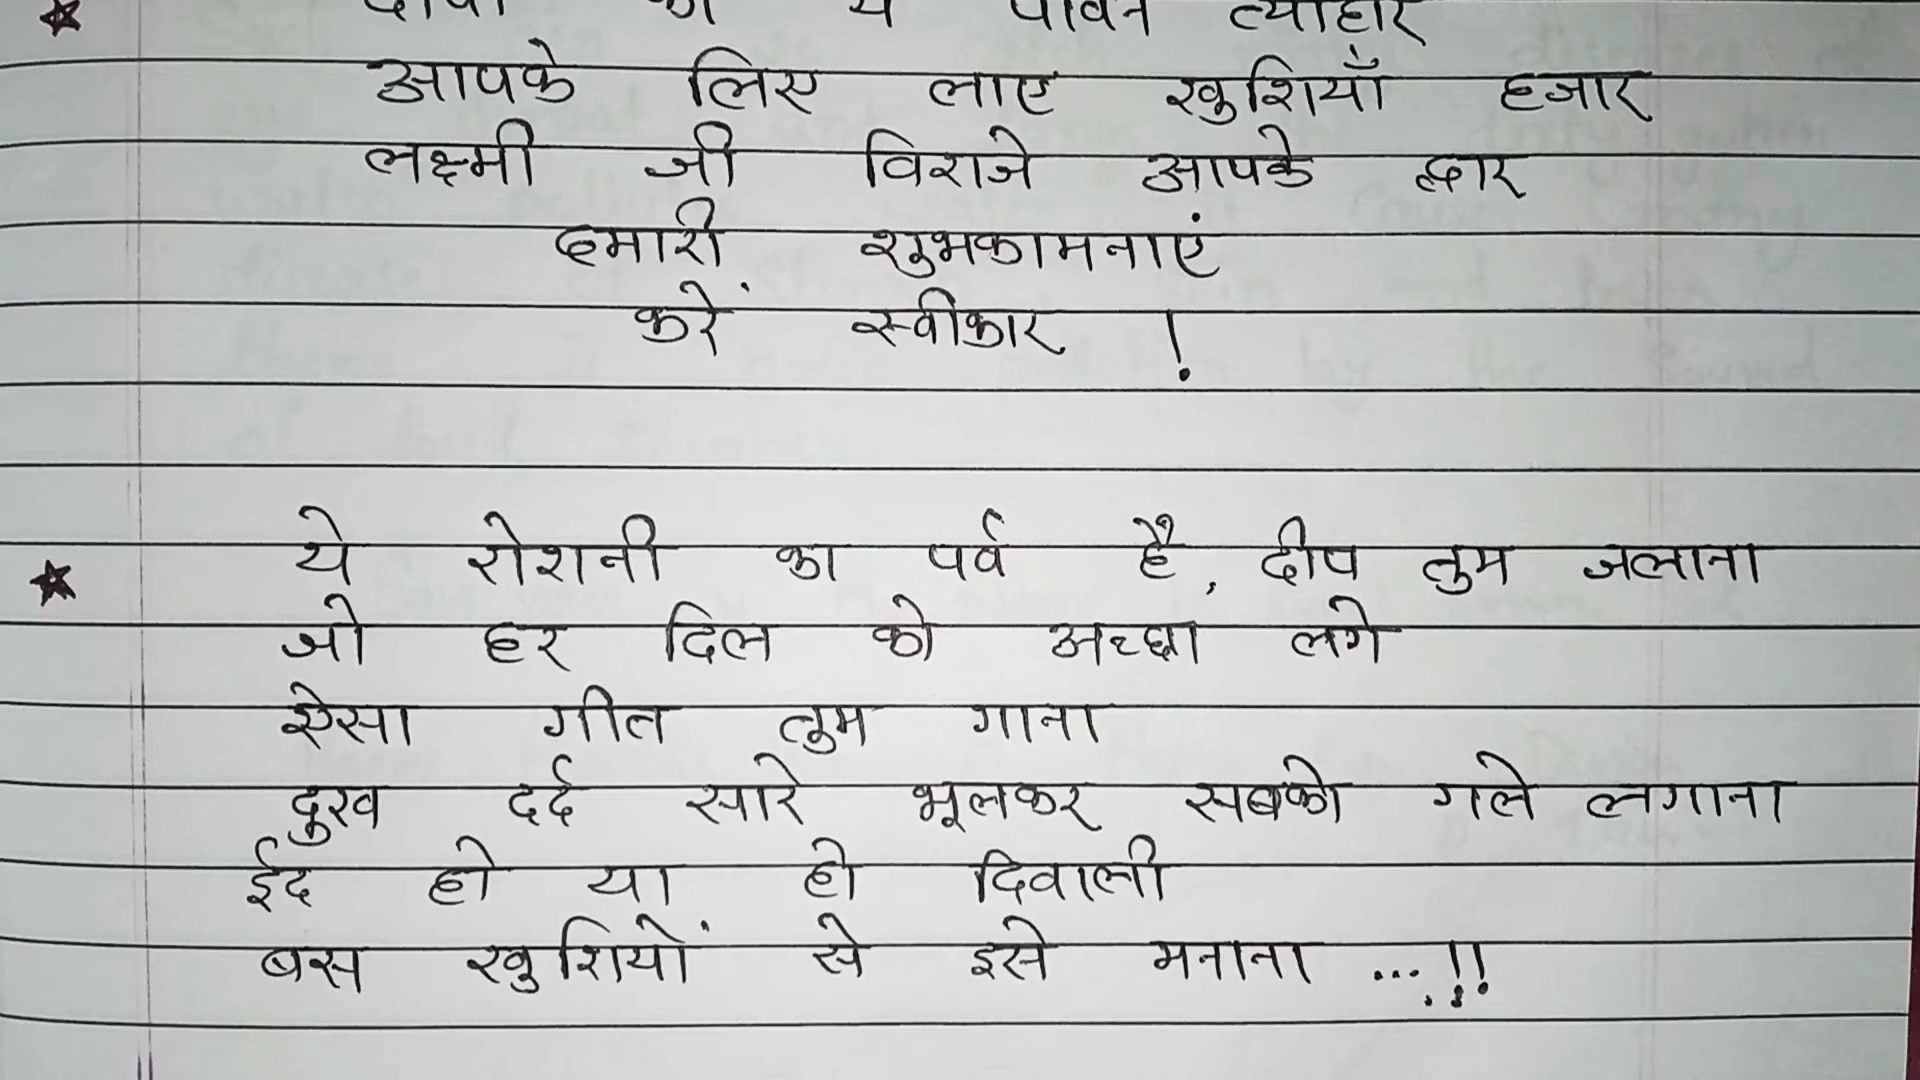 पावन त्योहार
आपके लिए लाए खुशियाँ हजार
लक्ष्मी जी विराजे आपके द्वार
हमारी शुभकामनाएं
करें स्वीकार !
ये रोशनी का पर्व है, दीप तुम जलाना
जो हर दिल को अच्छा लगे
ऐसा गीत तुम गाना
दुख दर्द सारे भूलकर सबको गले लगाना
ईद हो या हो दिवाली
बस खुशियों से इसे मनाना ...!!